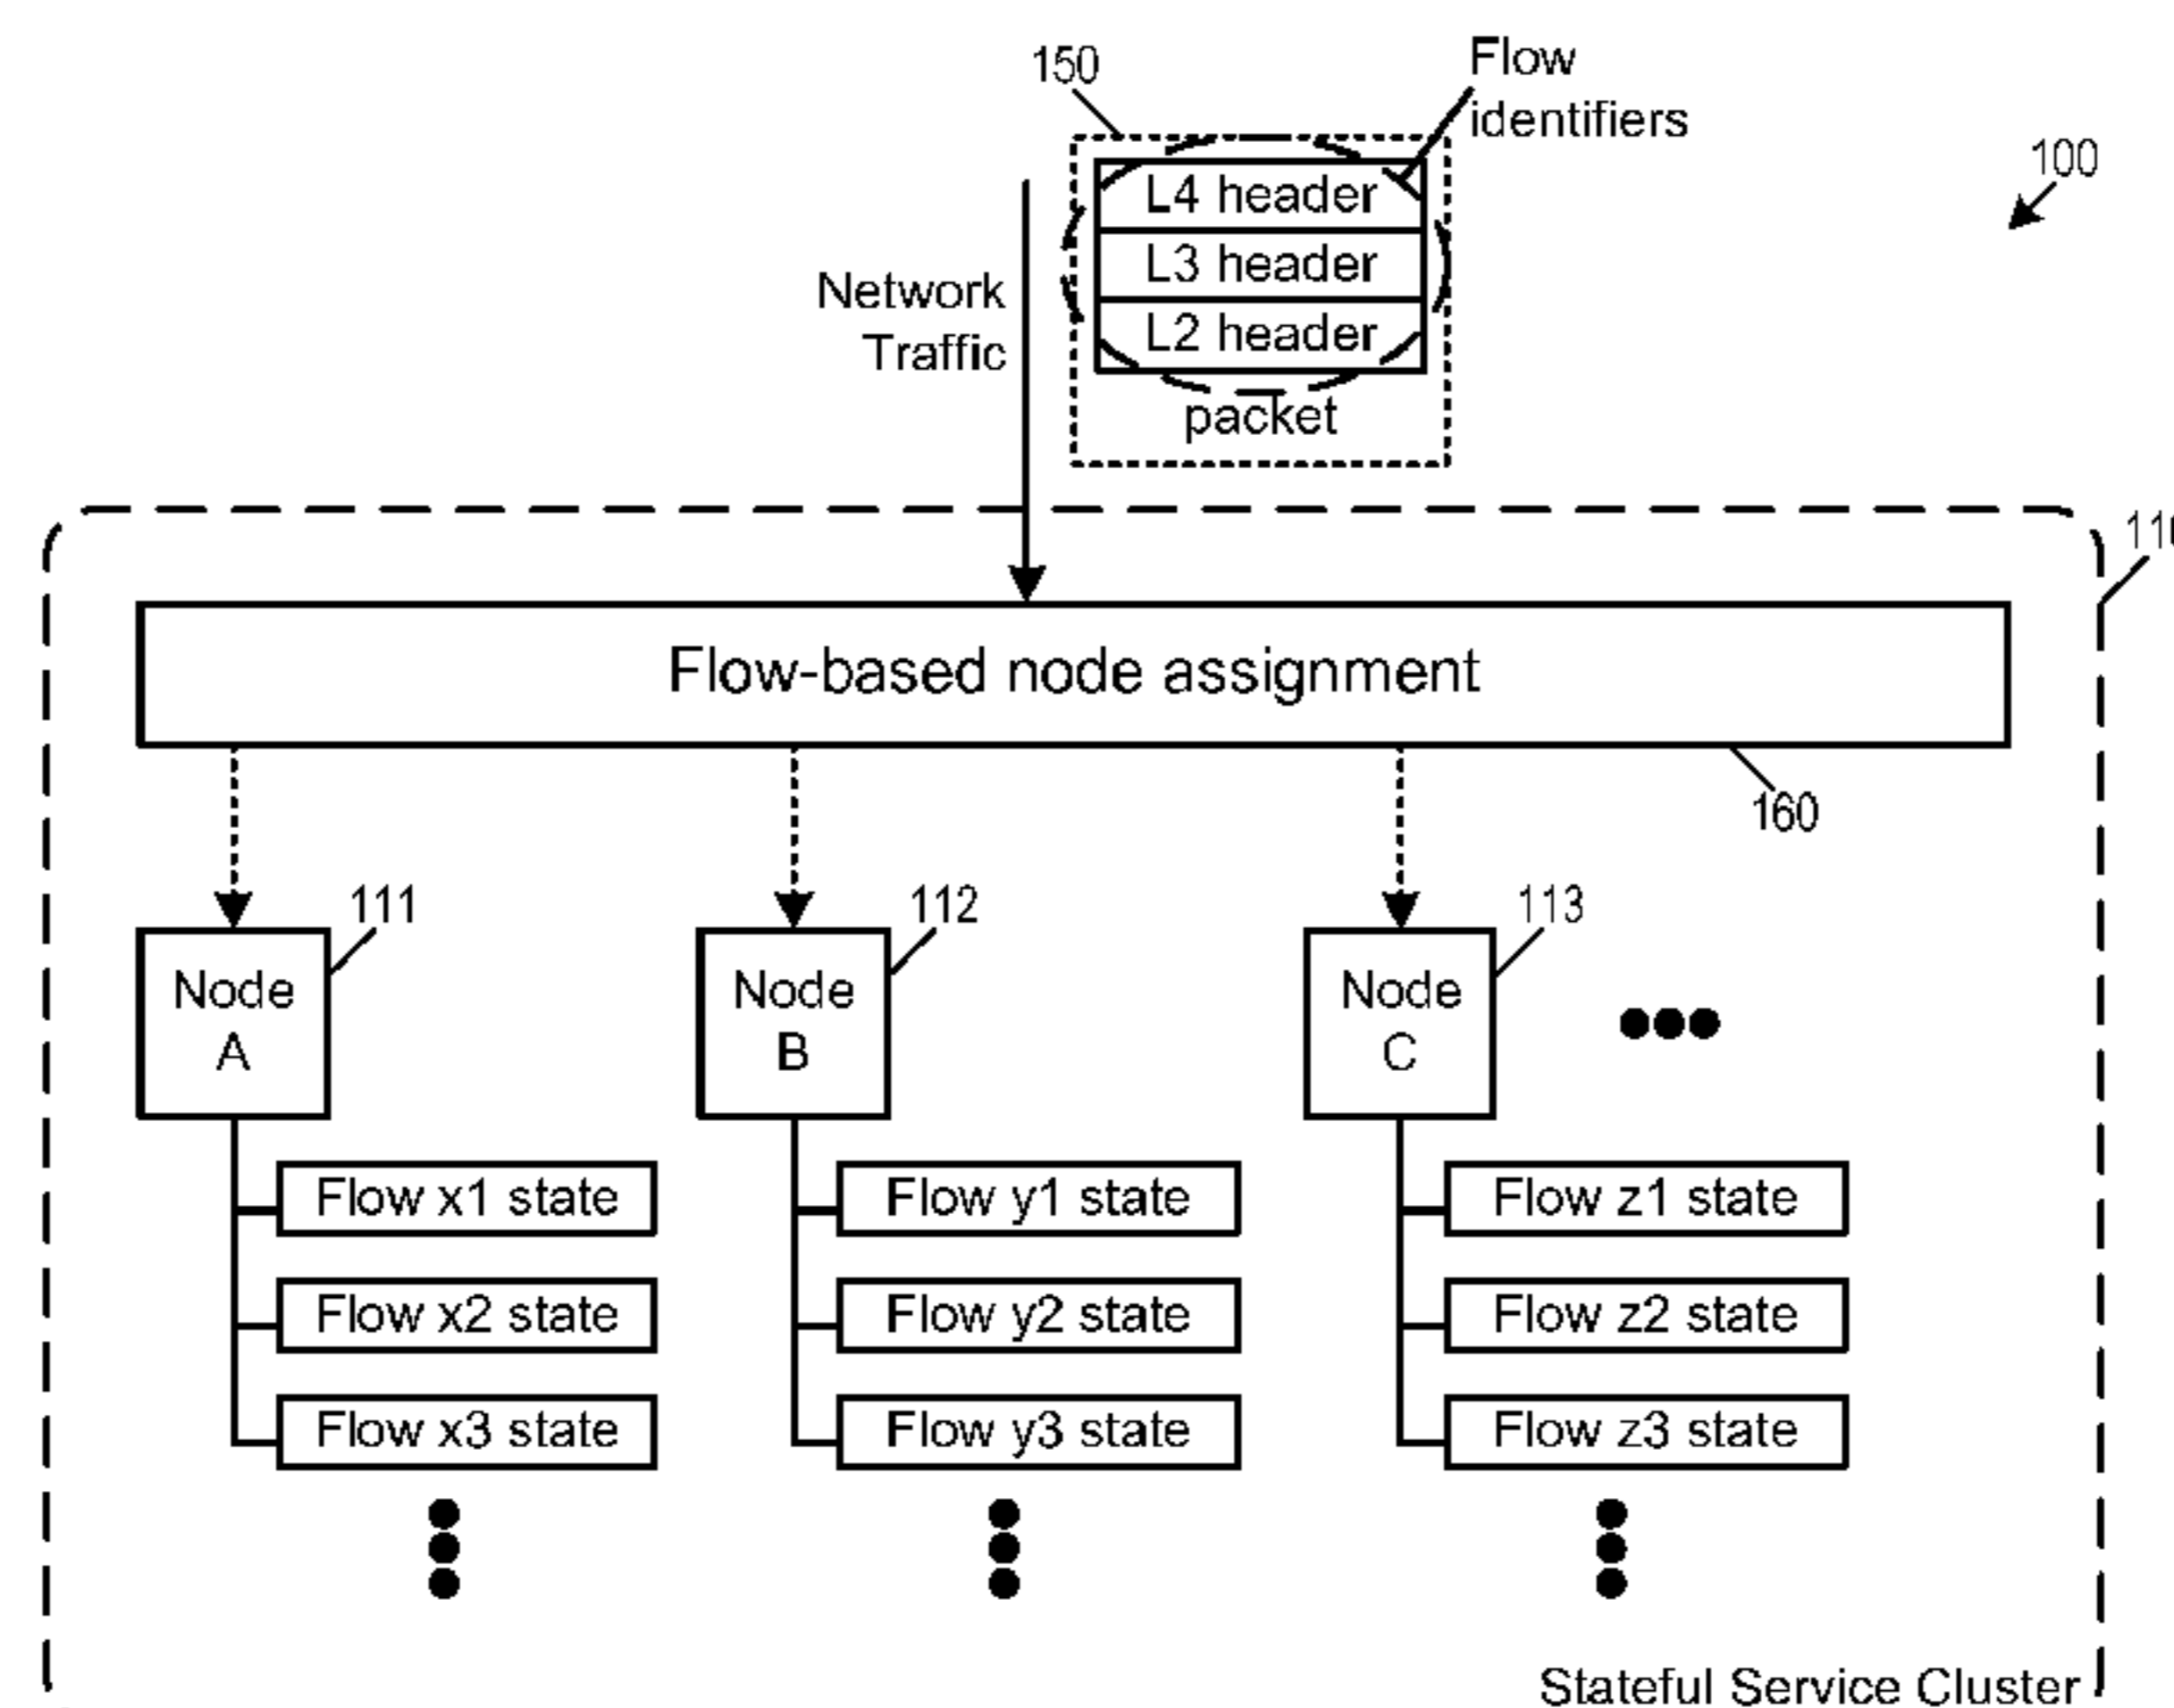 150
Flow
identifiers
100
L4 header
L3 header
L2 header
packet
Network
Traffic
Flow-based node assignment
160
111
112
113
Node
A
Node
B
Node
C
Flow x1 state
Flow y1 state
Flow z1 state
Flow x2 state
Flow y2 state
Flow z2 state
Flow x3 state
Flow y3 state
Flow z3 state
Stateful Service Cluster